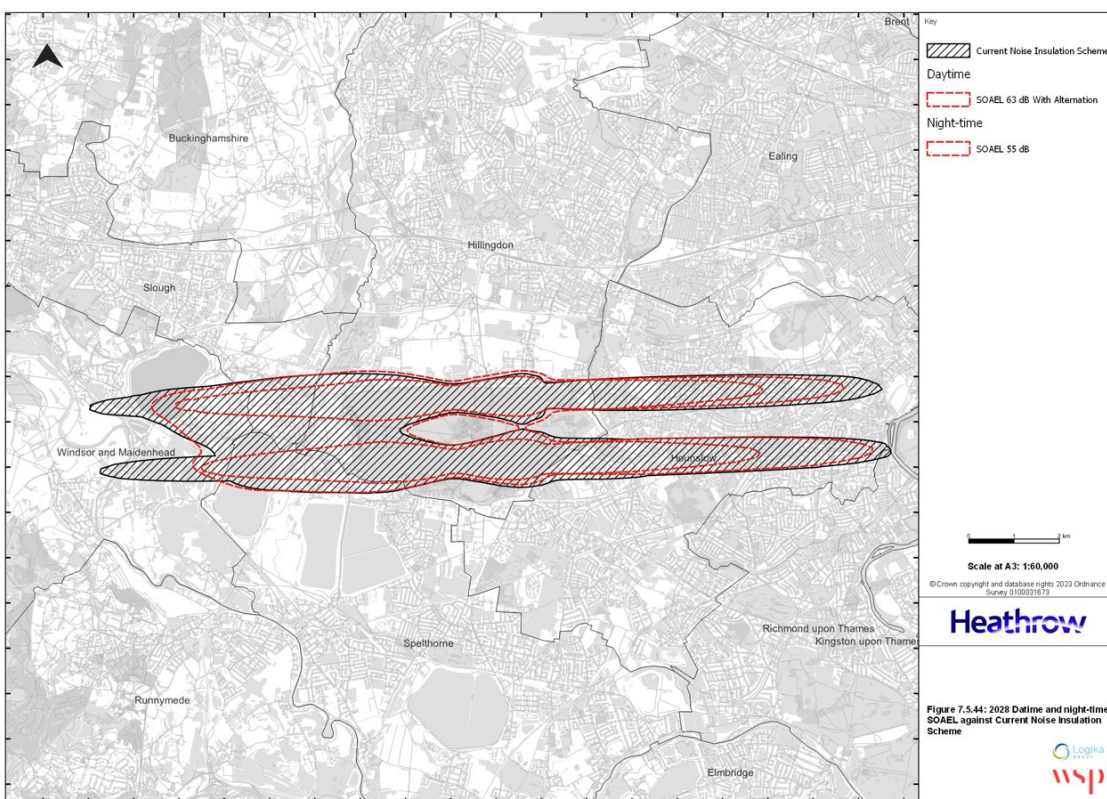 Brent
Buckinghamshire
Ealing
Hillingdon
Slough
Windsor and Maidenhead
Hounslow
Richmond upon Thames
Kingston upon Thames
Spelthorne
Runnymede
Elmbridge
Key
Current Noise Insulation Scheme
Daytime
SOAEL 63 dB With Alternation
Night-time
SOAEL 55 dB
0 1 2 km
Scale at A3: 1:60,000
© Crown copyright and database rights 2023 Ordnance
Survey 0100031673
Heathrow
Figure 7.5.44: 2028 Datime and night-time
SOAEL against Current Noise Insulation
Scheme
Logika
GROUP
wsp